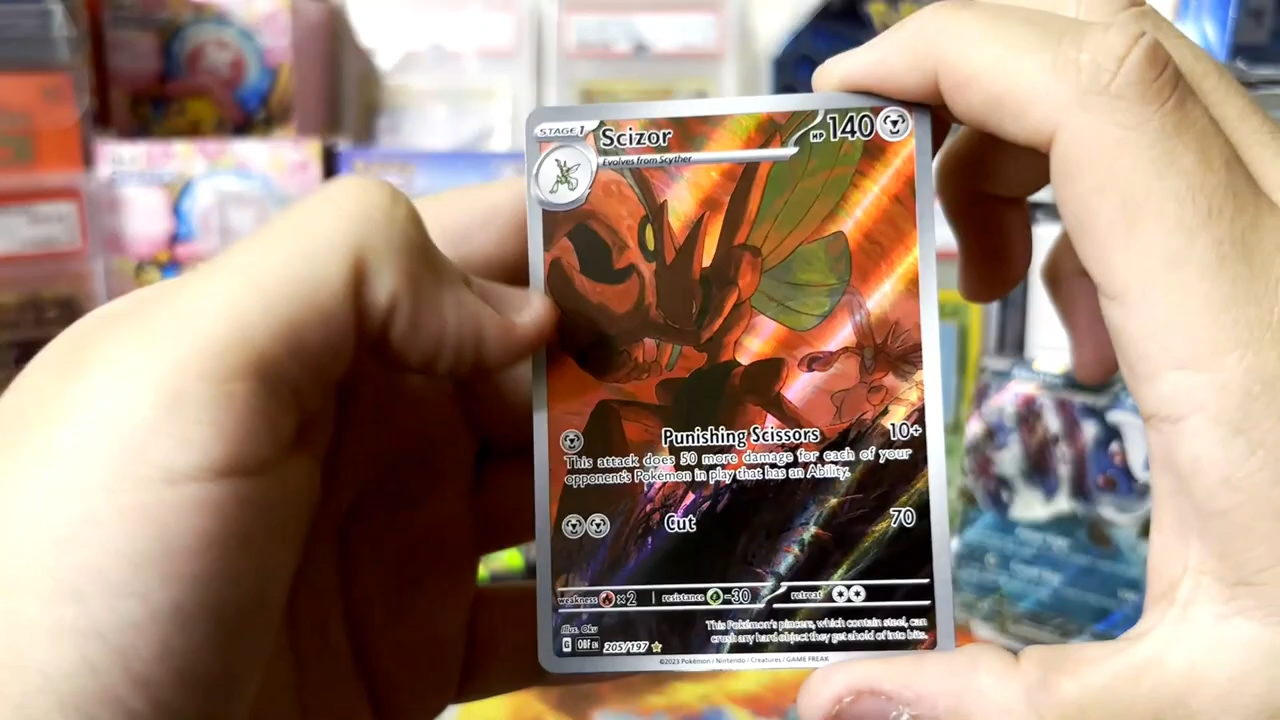 STAGE 1 Scizor HP 140
Evolves from Scyther
Punishing Scissors 10+
This attack does 50 more damage for each of your
opponent's Pokémon in play that has an Ability.
Cut 70
weakness ×2 resistance -30 retreat
Illus. Oku
This Pokémon's pincers, which contain steel, can
crush any hard object they get ahold of into bits.
G OBF EN 205/197
©2023 Pokémon / Nintendo / Creatures / GAME FREAK